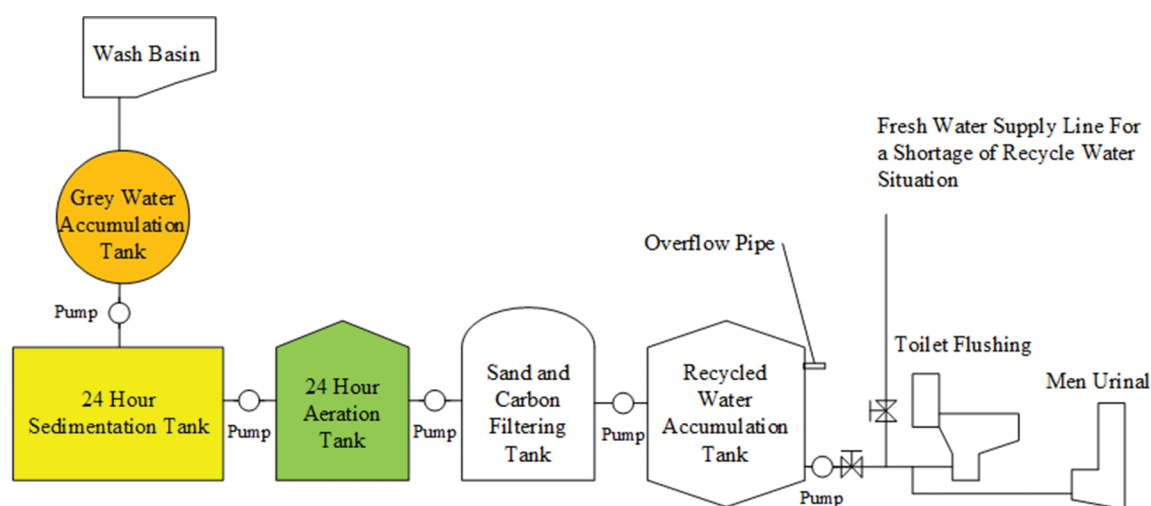 Wash Basin
Grey Water
Accumulation
Tank
Pump
24 Hour
Sedimentation Tank
Pump
24 Hour
Aeration
Tank
Pump
Sand and
Carbon
Filtering
Tank
Pump
Recycled
Water
Accumulation
Tank
Overflow Pipe
Pump
Fresh Water Supply Line For
a Shortage of Recycle Water
Situation
Toilet Flushing
Men Urinal